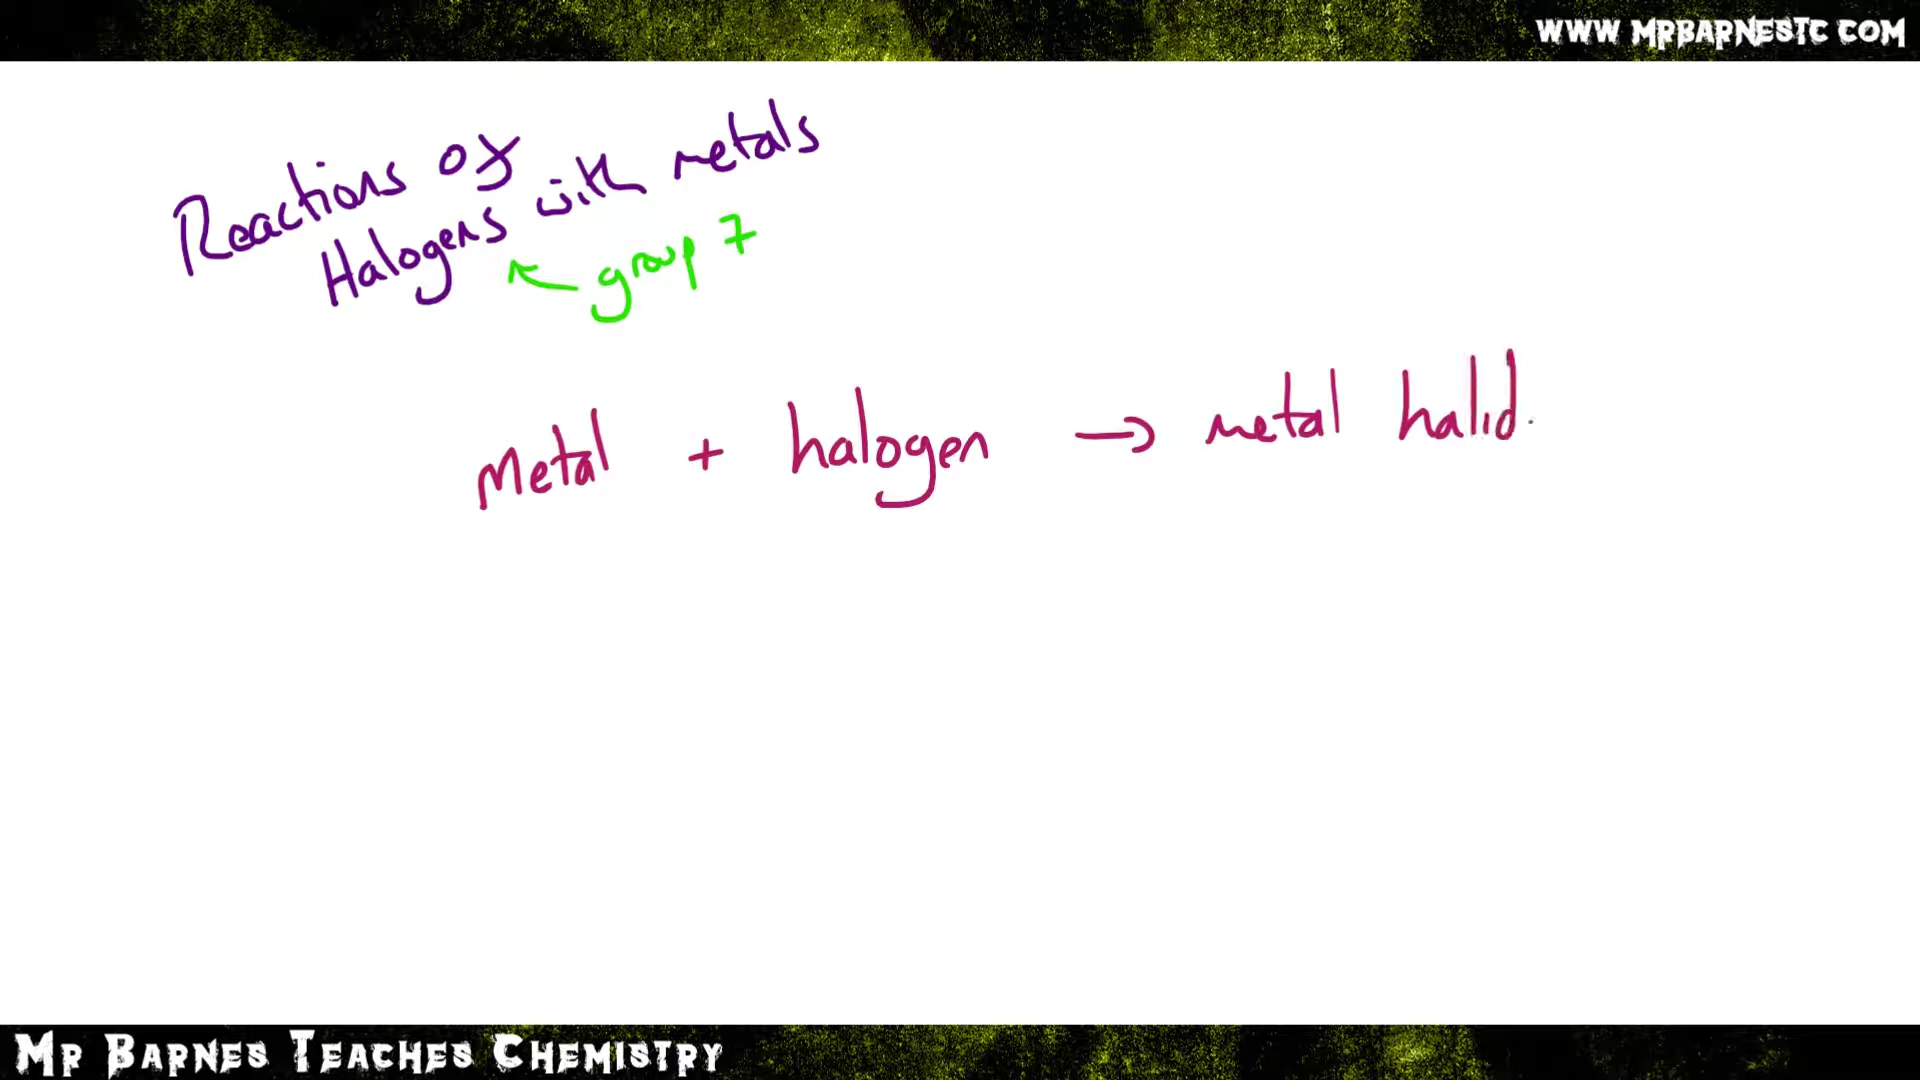 WWW MRBARNESTC COM
Reactions of
Halogens with metals
← group 7
Metal + halogen → metal halid
MR BARNES TEACHES CHEMISTRY